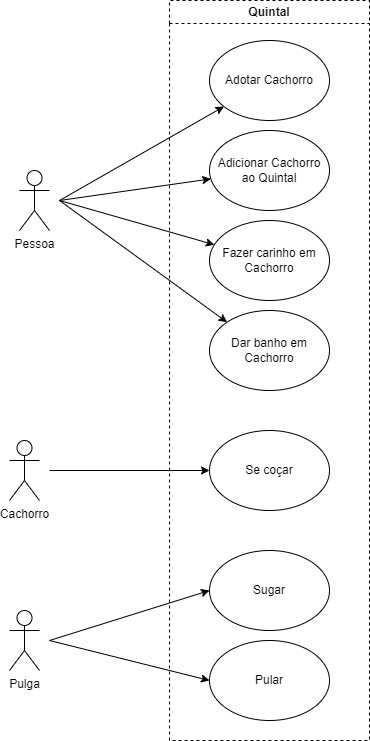 Quintal
Adotar Cachorro
Adicionar Cachorro
ao Quintal
Pessoa
Fazer carinho em
Cachorro
Dar banho em
Cachorro
Se coçar
Cachorro
Sugar
Pulga
Pular